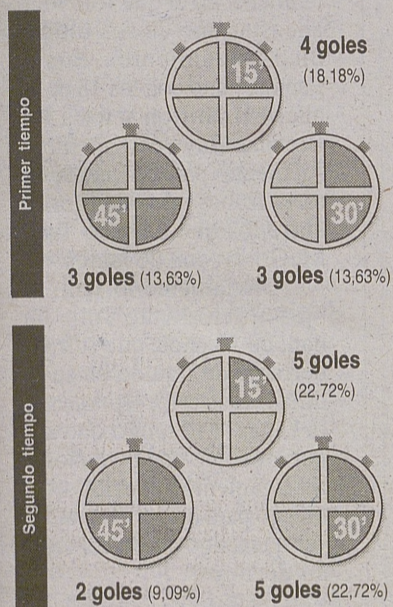 Primer tiempo
15'
4 goles
(18,18%)
45'
30'
3 goles (13,63%)
3 goles (13,63%)
Segundo tiempo
15'
5 goles
(22,72%)
45'
30'
2 goles (9,09%)
5 goles (22,72%)